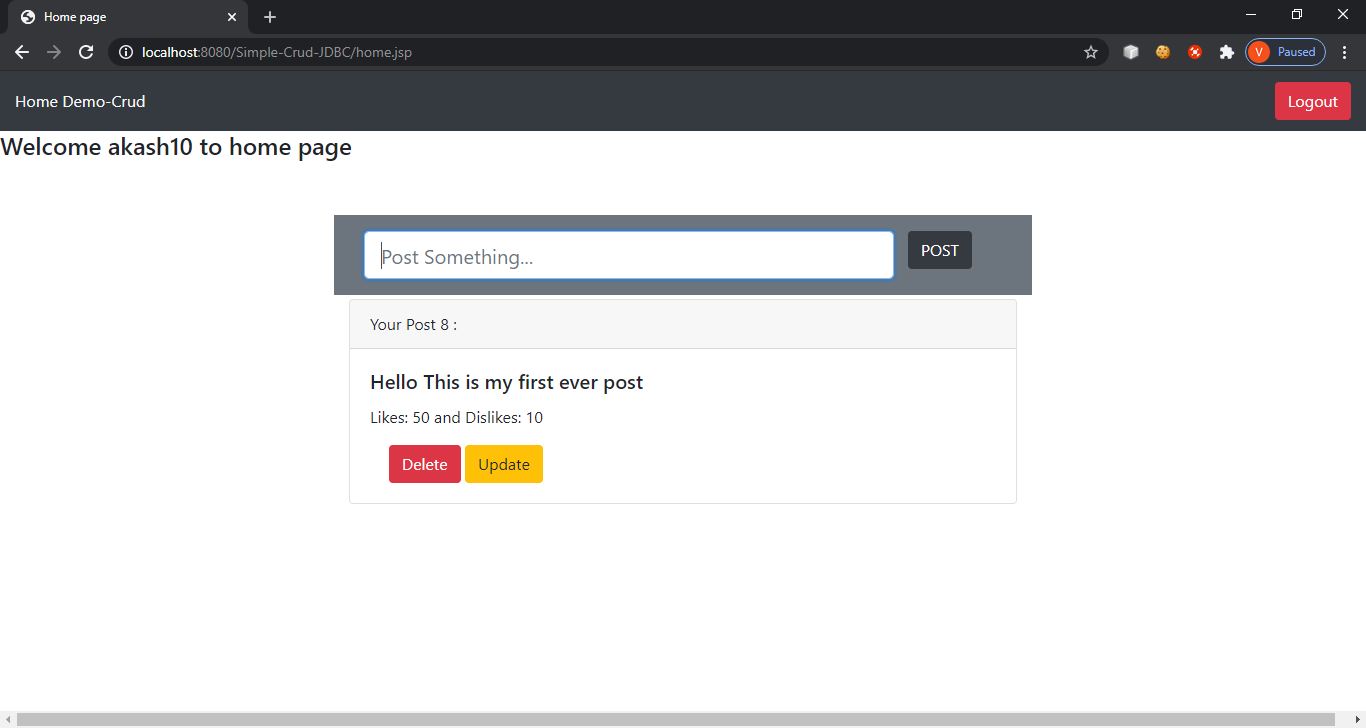 Home page
localhost:8080/Simple-Crud-JDBC/home.jsp
V Paused
Home Demo-Crud
Logout
Welcome akash10 to home page
Post Something...
POST
Your Post 8 :
Hello This is my first ever post
Likes: 50 and Dislikes: 10
Delete Update